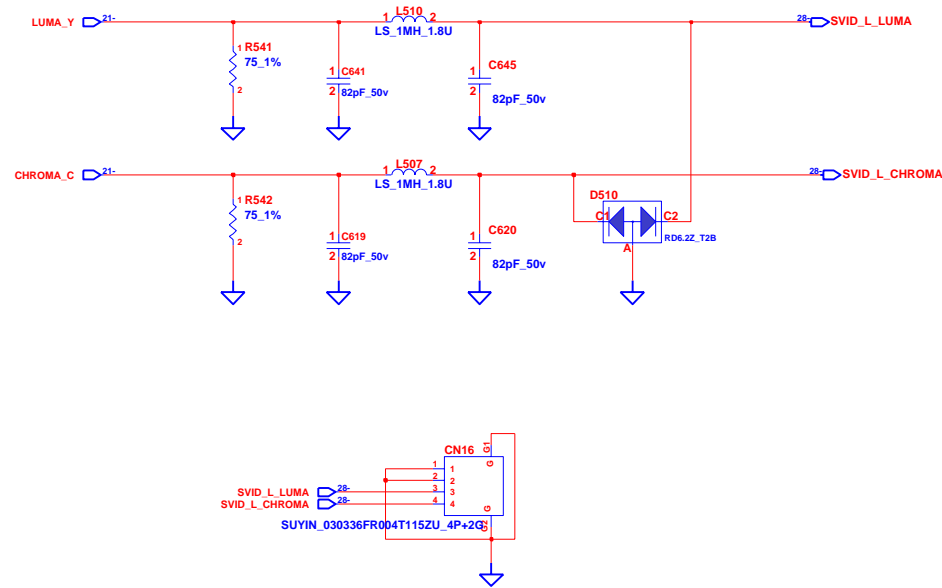 LUMA_Y 21- 1 L510 2 28- SVID_L_LUMA
LS_1MH_1.8U
1 R541
75_1%
2
1 C641
2 82pF_50v
1 C645
2
82pF_50v
CHROMA_C 21- 1 L507 2 28- SVID_L_CHROMA
LS_1MH_1.8U
1 R542
75_1%
2
1 C619
2 82pF_50v
1 C620
2 82pF_50v
D510
C1 C2
RD6.2Z_T2B
A
CN16 G1
G
1 1
2 2
SVID_L_LUMA 28- 3 3
SVID_L_CHROMA 28- 4 4
G
SUYIN_030336FR004T115ZU_4P+2G
G2